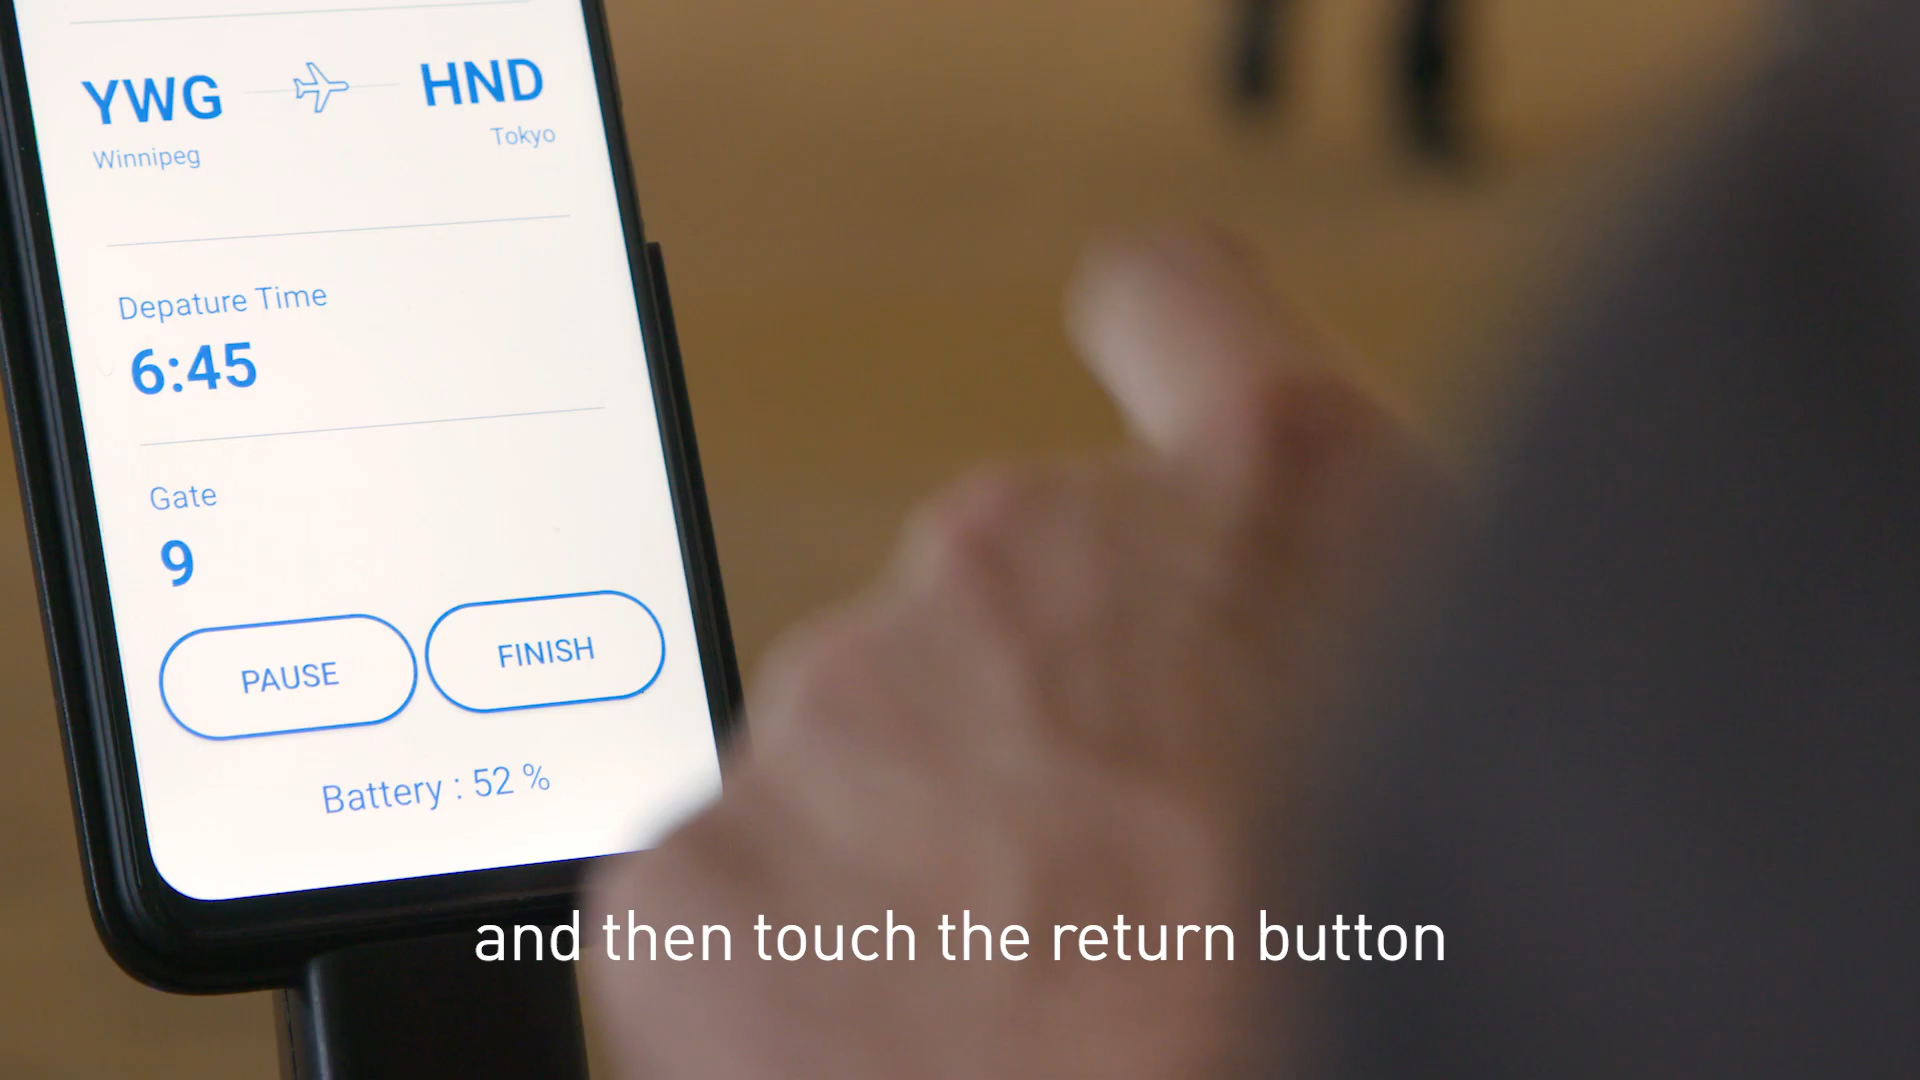 YWG HND
Winnipeg Tokyo
Depature Time
6:45
Gate
9
PAUSE FINISH
Battery : 52 %
and then touch the return button